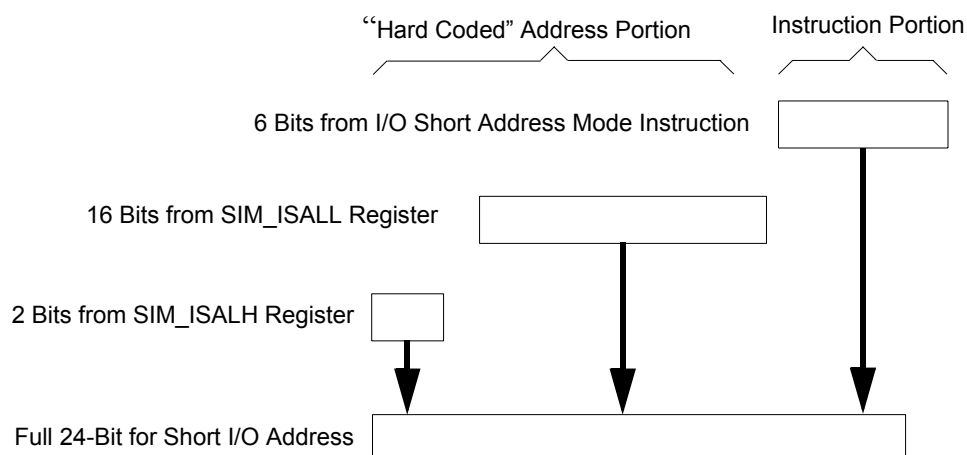 “Hard Coded” Address Portion
Instruction Portion
6 Bits from I/O Short Address Mode Instruction
16 Bits from SIM_ISALL Register
2 Bits from SIM_ISALH Register
Full 24-Bit for Short I/O Address